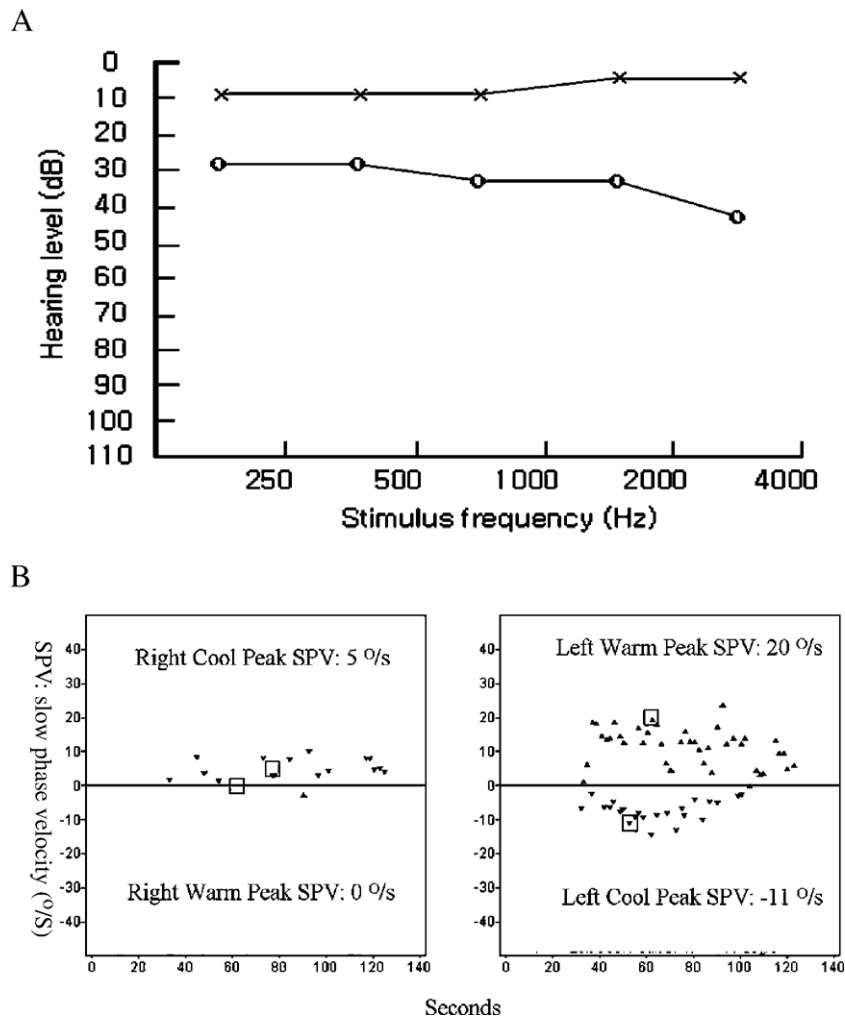 A
0
10
20
30
40
50
60
70
80
90
100
110
Hearing level (dB)
250 500 1000 2000 4000
Stimulus frequency (Hz)
B
SPV: slow phase velocity (º/S)
40
30
20
10
0
-10
-20
-30
-40
Right Cool Peak SPV: 5 º/s
Right Warm Peak SPV: 0 º/s
0 20 40 60 80 100 120 140
40
30
20
10
0
-10
-20
-30
-40
Left Warm Peak SPV: 20 º/s
Left Cool Peak SPV: -11 º/s
0 20 40 60 80 100 120 140
Seconds